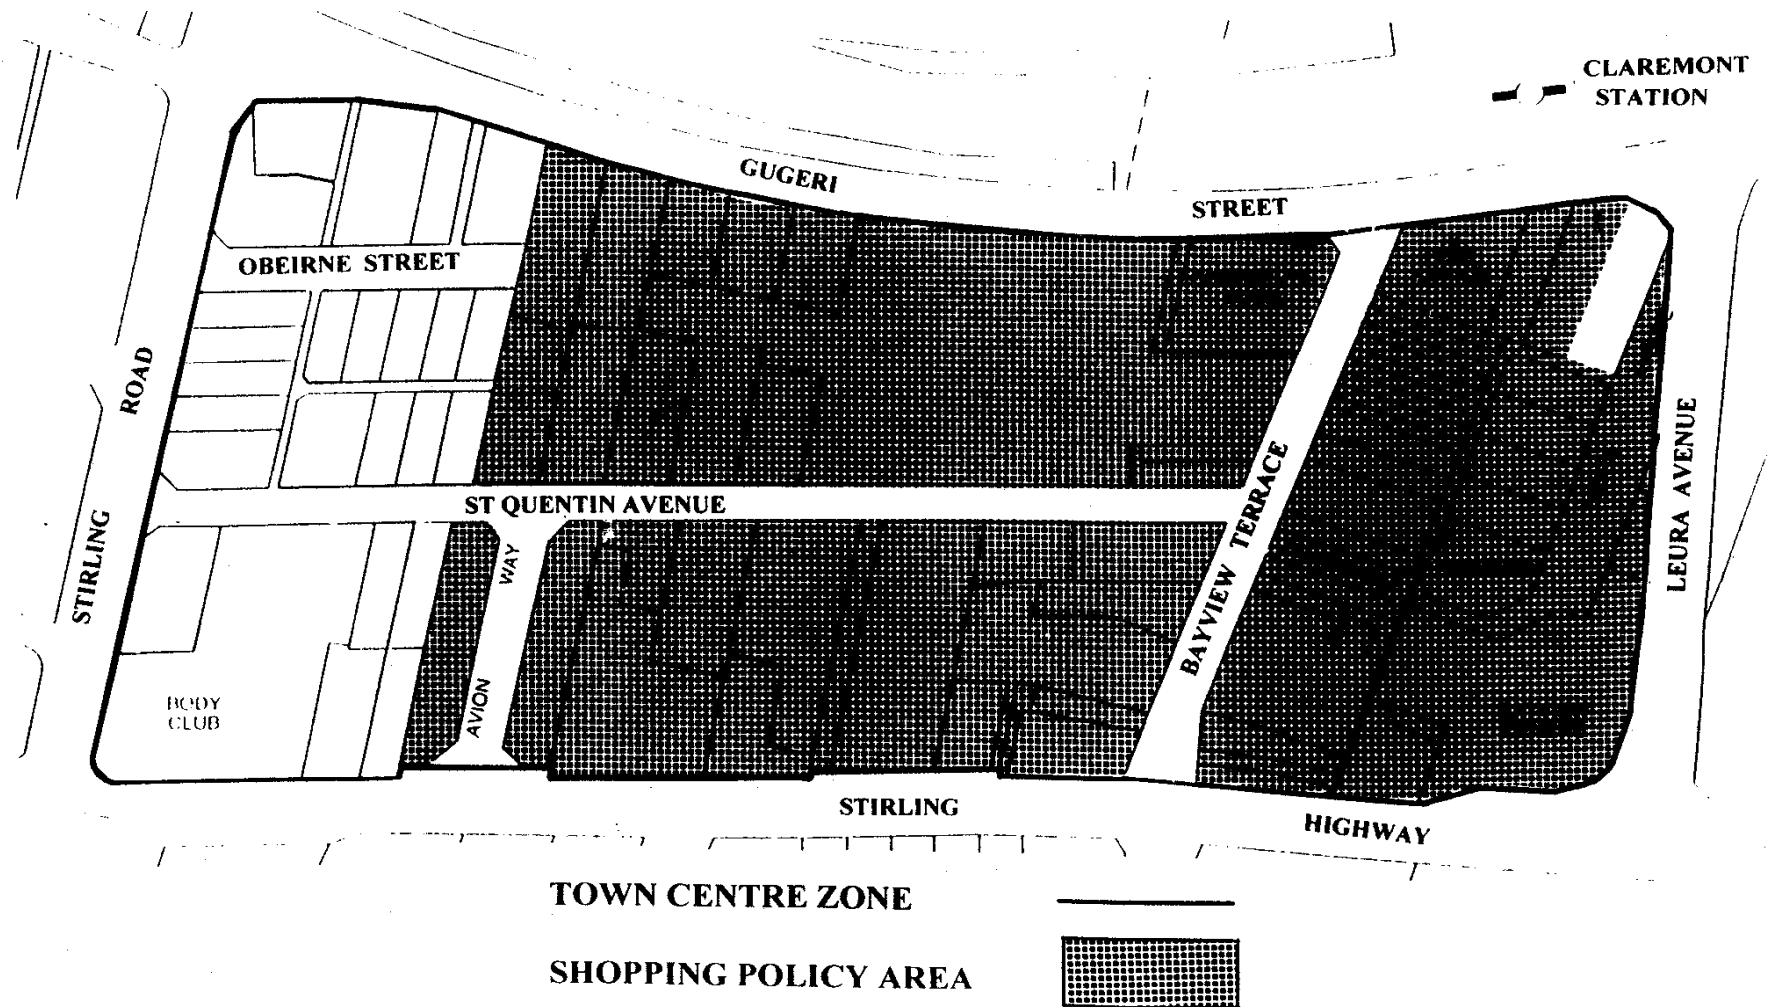 CLAREMONT
STATION
GUGERI
STREET
OBEIRNE STREET
ROAD
STIRLING
ST QUENTIN AVENUE
WAY
AVION
BAYVIEW TERRACE
LEURA AVENUE
BODY
CLUB
STIRLING
HIGHWAY
TOWN CENTRE ZONE
SHOPPING POLICY AREA